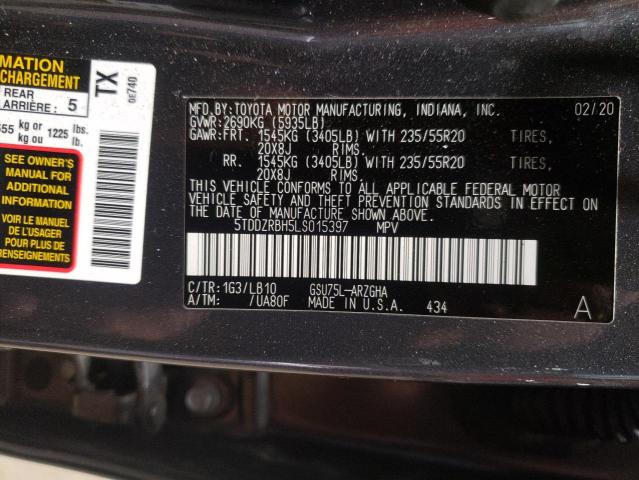 MATION
CHARGEMENT
REAR
ARRIÈRE: 5
TX
0E740
555 kg or kg ou 1225 lbs. lb.
SEE OWNER'S
MANUAL FOR
ADDITIONAL
INFORMATION
VOIR LE MANUEL
DE L'USAGER
POUR PLUS DE
MFD.BY:TOYOTA MOTOR MANUFACTURING, INDIANA, INC. 02/20
GVWR:2690KG (5935LB)
GAWR:FRT. 1545KG (3405LB) WITH 235/55R20 TIRES,
20X8J RIMS.
RR. 1545KG (3405LB) WITH 235/55R20 TIRES,
20X8J RIMS.
THIS VEHICLE CONFORMS TO ALL APPLICABLE FEDERAL MOTOR
VEHICLE SAFETY AND THEFT PREVENTION STANDARDS IN EFFECT ON
THE DATE OF MANUFACTURE SHOWN ABOVE.
5TDDZRBH5LS015397 MPV
C/TR:1G3/LB10 GSU75L-ARZGHA
A/TM: /UA80F MADE IN U.S.A. 434 A